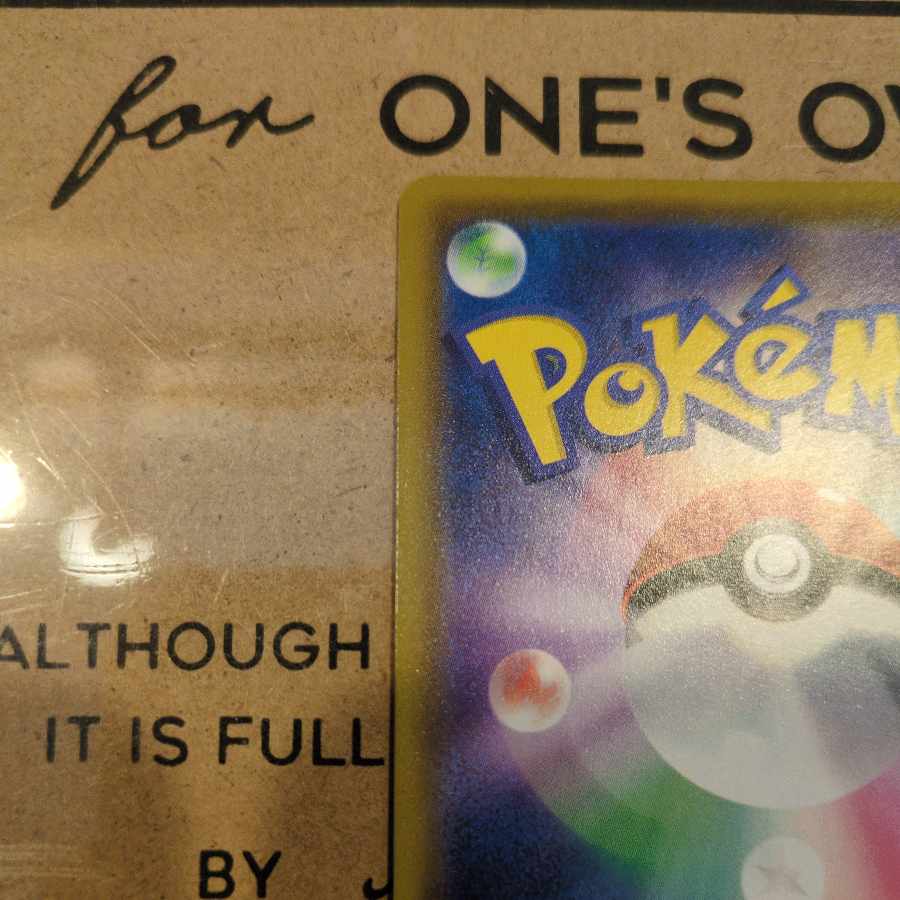 for ONE'S
Pokém
ALTHOUGH
IT IS FULL
BY